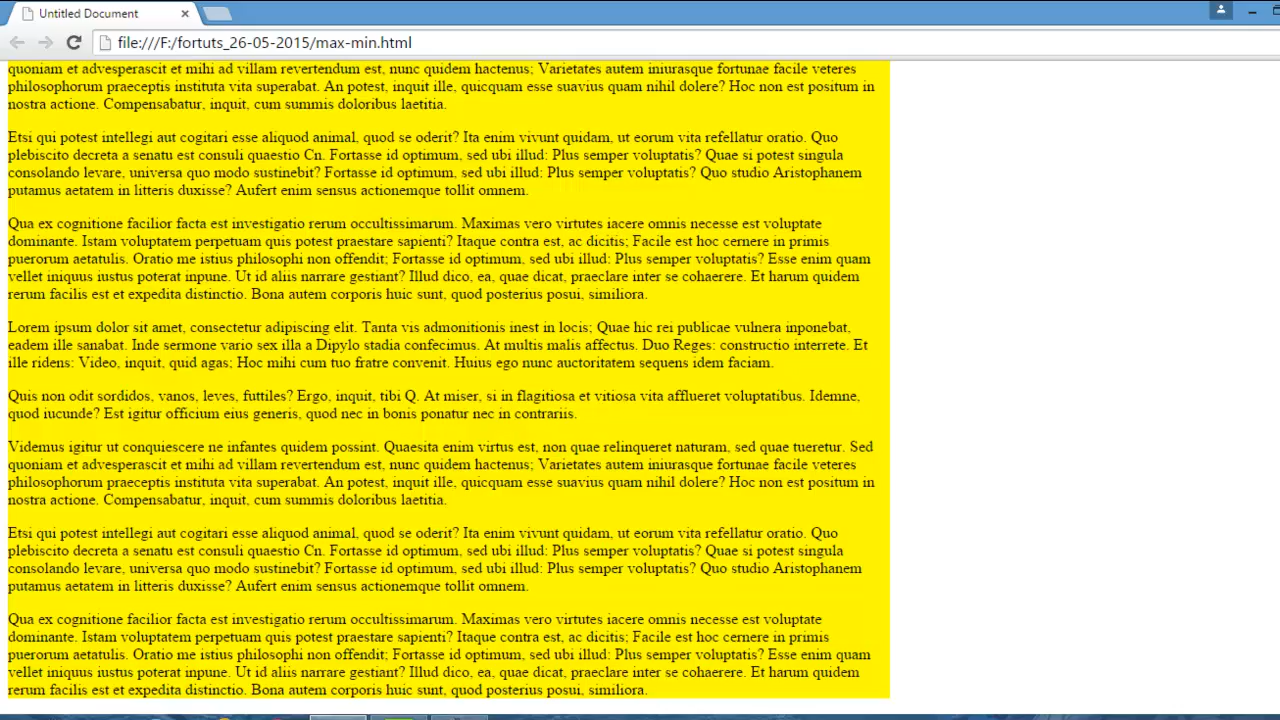 Untitled Document
file:///F:/fortuts_26-05-2015/max-min.html
quoniam et advesperascit et mihi ad villam revertendum est, nunc quidem hactenus; Varietates autem iniurasque fortunae facile veteres
philosophorum praeceptis instituta vita superabat. An potest, inquit ille, quicquam esse suavius quam nihil dolere? Hoc non est positum in
nostra actione. Compensabatur, inquit, cum summis doloribus laetitia.
Etsi qui potest intellegi aut cogitari esse aliquod animal, quod se oderit? Ita enim vivunt quidam, ut eorum vita refellatur oratio. Quo
plebiscito decreta a senatu est consuli quaestio Cn. Fortasse id optimum, sed ubi illud: Plus semper voluptatis? Quae si potest singula
consolando levare, universa quo modo sustinebit? Fortasse id optimum, sed ubi illud: Plus semper voluptatis? Quo studio Aristophanem
putamus aetatem in litteris duxisse? Aufert enim sensus actionemque tollit omnem.
Qua ex cognitione facilior facta est investigatio rerum occultissimarum. Maximas vero virtutes iacere omnis necesse est voluptate
dominante. Istam voluptatem perpetuam quis potest praestare sapienti? Itaque contra est, ac dicitis; Facile est hoc cernere in primis
puerorum aetatulis. Oratio me istius philosophi non offendit; Fortasse id optimum, sed ubi illud: Plus semper voluptatis? Esse enim quam
vellet iniquus iustus poterat inpune. Ut id aliis narrare gestiant? Illud dico, ea, quae dicat, praeclare inter se cohaerere. Et harum quidem
rerum facilis est et expedita distinctio. Bona autem corporis huic sunt, quod posterius posui, similiora.
Lorem ipsum dolor sit amet, consectetur adipiscing elit. Tanta vis admonitionis inest in locis; Quae hic rei publicae vulnera inponebat,
eadem ille sanabat. Inde sermone vario sex illa a Dipylo stadia confecimus. At multis malis affectus. Duo Reges: constructio interrete. Et
ille ridens: Video, inquit, quid agas; Hoc mihi cum tuo fratre convenit. Huius ego nunc auctoritatem sequens idem faciam.
Quis non odit sordidos, vanos, leves, futtiles? Ergo, inquit, tibi Q. At miser, si in flagitiosa et vitiosa vita afflueret voluptatibus. Idemne,
quod iucunde? Est igitur officium eius generis, quod nec in bonis ponatur nec in contrariis.
Videmus igitur ut conquiescere ne infantes quidem possint. Quaesita enim virtus est, non quae relinqueret naturam, sed quae tueretur. Sed
quoniam et advesperascit et mihi ad villam revertendum est, nunc quidem hactenus; Varietates autem iniurasque fortunae facile veteres
philosophorum praeceptis instituta vita superabat. An potest, inquit ille, quicquam esse suavius quam nihil dolere? Hoc non est positum in
nostra actione. Compensabatur, inquit, cum summis doloribus laetitia.
Etsi qui potest intellegi aut cogitari esse aliquod animal, quod se oderit? Ita enim vivunt quidam, ut eorum vita refellatur oratio. Quo
plebiscito decreta a senatu est consuli quaestio Cn. Fortasse id optimum, sed ubi illud: Plus semper voluptatis? Quae si potest singula
consolando levare, universa quo modo sustinebit? Fortasse id optimum, sed ubi illud: Plus semper voluptatis? Quo studio Aristophanem
putamus aetatem in litteris duxisse? Aufert enim sensus actionemque tollit omnem.
Qua ex cognitione facilior facta est investigatio rerum occultissimarum. Maximas vero virtutes iacere omnis necesse est voluptate
dominante. Istam voluptatem perpetuam quis potest praestare sapienti? Itaque contra est, ac dicitis; Facile est hoc cernere in primis
puerorum aetatulis. Oratio me istius philosophi non offendit; Fortasse id optimum, sed ubi illud: Plus semper voluptatis? Esse enim quam
vellet iniquus iustus poterat inpune. Ut id aliis narrare gestiant? Illud dico, ea, quae dicat, praeclare inter se cohaerere. Et harum quidem
rerum facilis est et expedita distinctio. Bona autem corporis huic sunt, quod posterius posui, similiora.